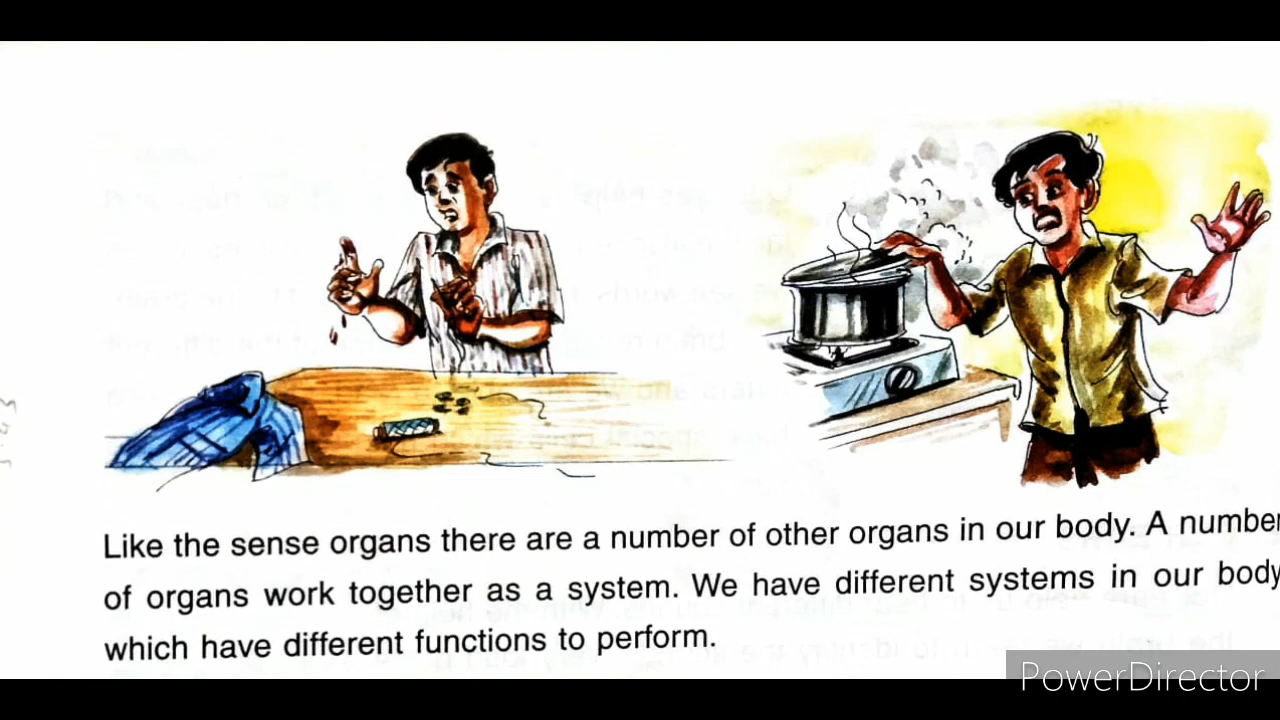 Like the sense organs there are a number of other organs in our body. A number
of organs work together as a system. We have different systems in our body
which have different functions to perform.
PowerDirector